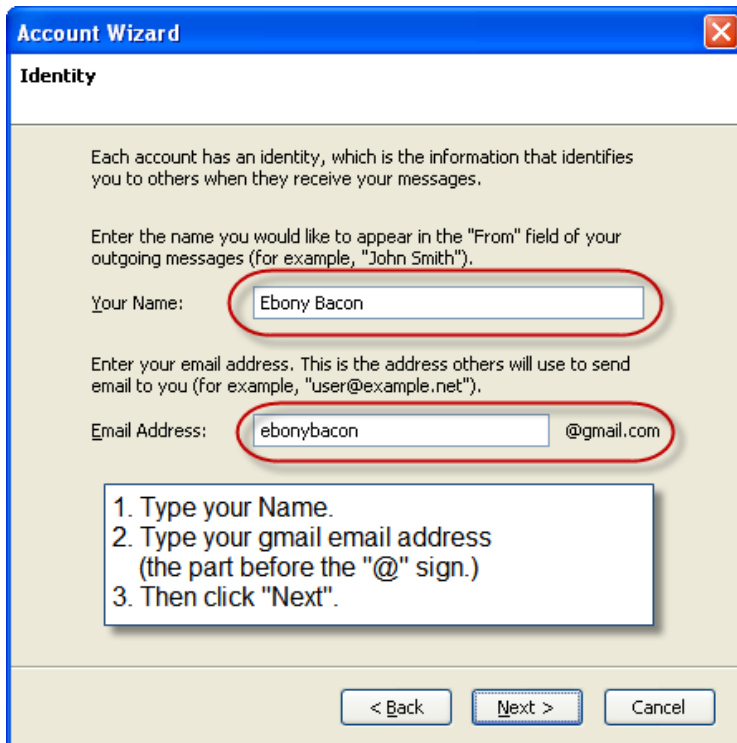 Account Wizard
Identity
Each account has an identity, which is the information that identifies
you to others when they receive your messages.
Enter the name you would like to appear in the "From" field of your
outgoing messages (for example, "John Smith").
Your Name: Ebony Bacon
Enter your email address. This is the address others will use to send
email to you (for example, "user@example.net").
Email Address: ebonybacon @gmail.com
1. Type your Name.
2. Type your gmail email address
(the part before the "@" sign.)
3. Then click "Next".
< Back Next > Cancel